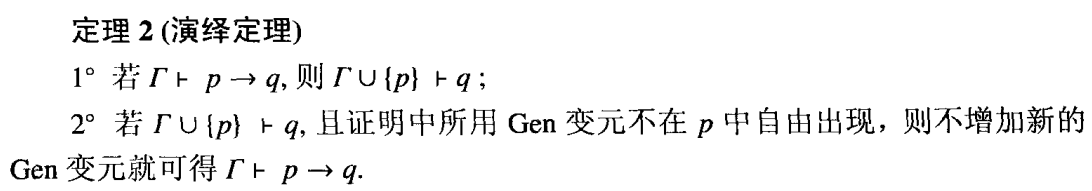 定理 2 (演绎定理)
1° 若 Γ ⊢ p → q, 则 Γ ∪ {p} ⊢ q ;
2° 若 Γ ∪ {p} ⊢ q, 且证明中所用 Gen 变元不在 p 中自由出现，则不增加新的
Gen 变元就可得 Γ ⊢ p → q.